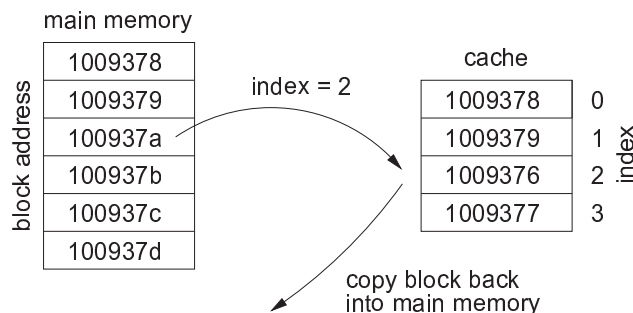 main memory
block address
1009378
1009379
100937a
100937b
100937c
100937d
index = 2
cache
1009378 0
1009379 1
1009376 2
1009377 3
index
copy block back
into main memory